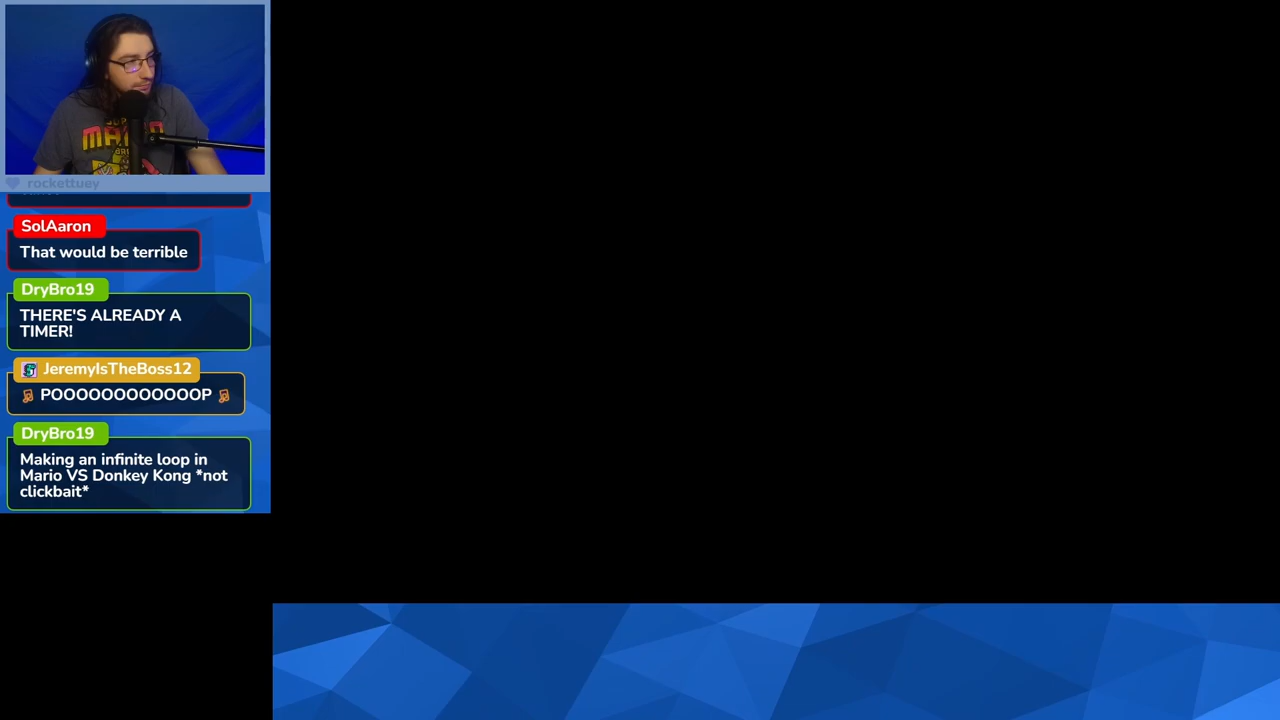 rockettuey
SolAaron
That would be terrible
DryBro19
THERE'S ALREADY A
TIMER!
JeremyIsTheBoss12
POOOOOOOOOOOOP
DryBro19
Making an infinite loop in
Mario VS Donkey Kong *not
clickbait*